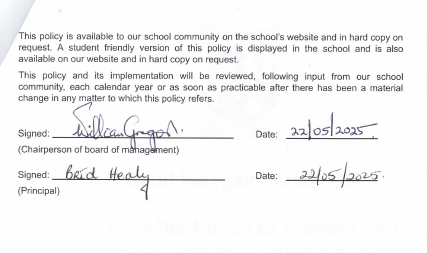 This policy is available to our school community on the school's website and in hard copy on
request. A student friendly version of this policy is displayed in the school and is also
available on our website and in hard copy on request.
This policy and its implementation will be reviewed, following input from our school
community, each calendar year or as soon as practicable after there has been a material
change in any matter to which this policy refers.
Signed: William Gregor. Date: 22/05/2025.
(Chairperson of board of management)
Signed: Bríd Healy Date: 22/05/2025.
(Principal)